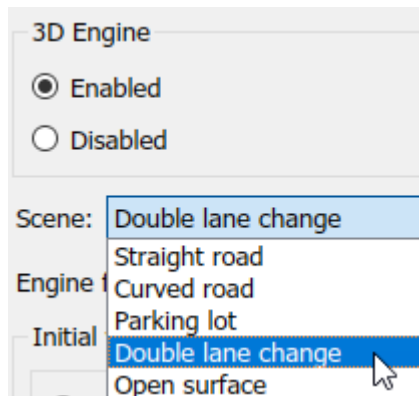 3D Engine
Enabled
Disabled
Scene: Double lane change
Straight road
Engine f
Curved road
Parking lot
Initial
Double lane change
Open surface